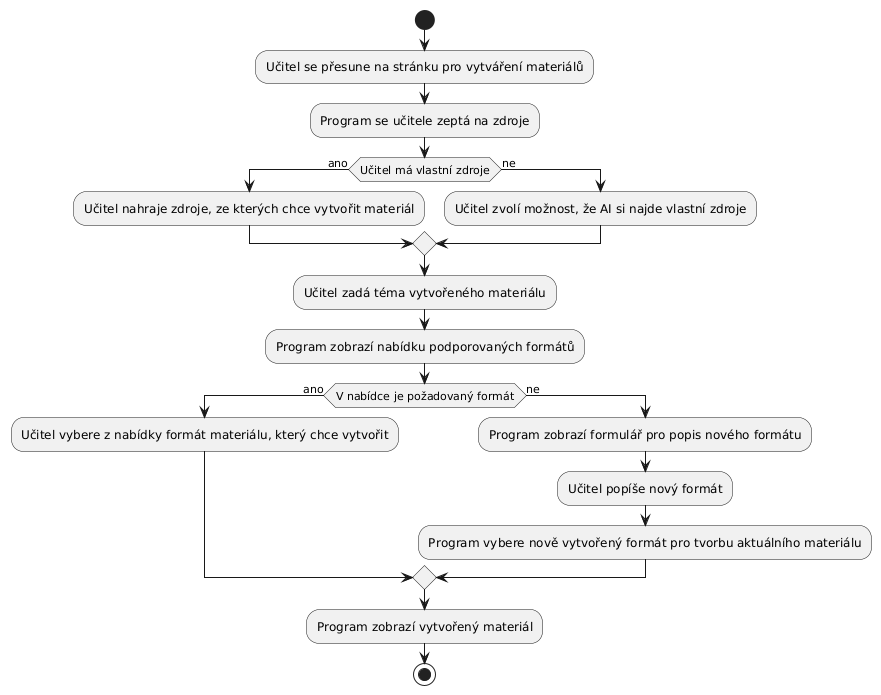 Učitel se přesune na stránku pro vytváření materiálů
Program se učitele zeptá na zdroje
ano
Učitel má vlastní zdroje
ne
Učitel nahraje zdroje, ze kterých chce vytvořit materiál
Učitel zvolí možnost, že AI si najde vlastní zdroje
Učitel zadá téma vytvořeného materiálu
Program zobrazí nabídku podporovaných formátů
ano
V nabídce je požadovaný formát
ne
Učitel vybere z nabídky formát materiálu, který chce vytvořit
Program zobrazí formulář pro popis nového formátu
Učitel popíše nový formát
Program vybere nově vytvořený formát pro tvorbu aktuálního materiálu
Program zobrazí vytvořený materiál